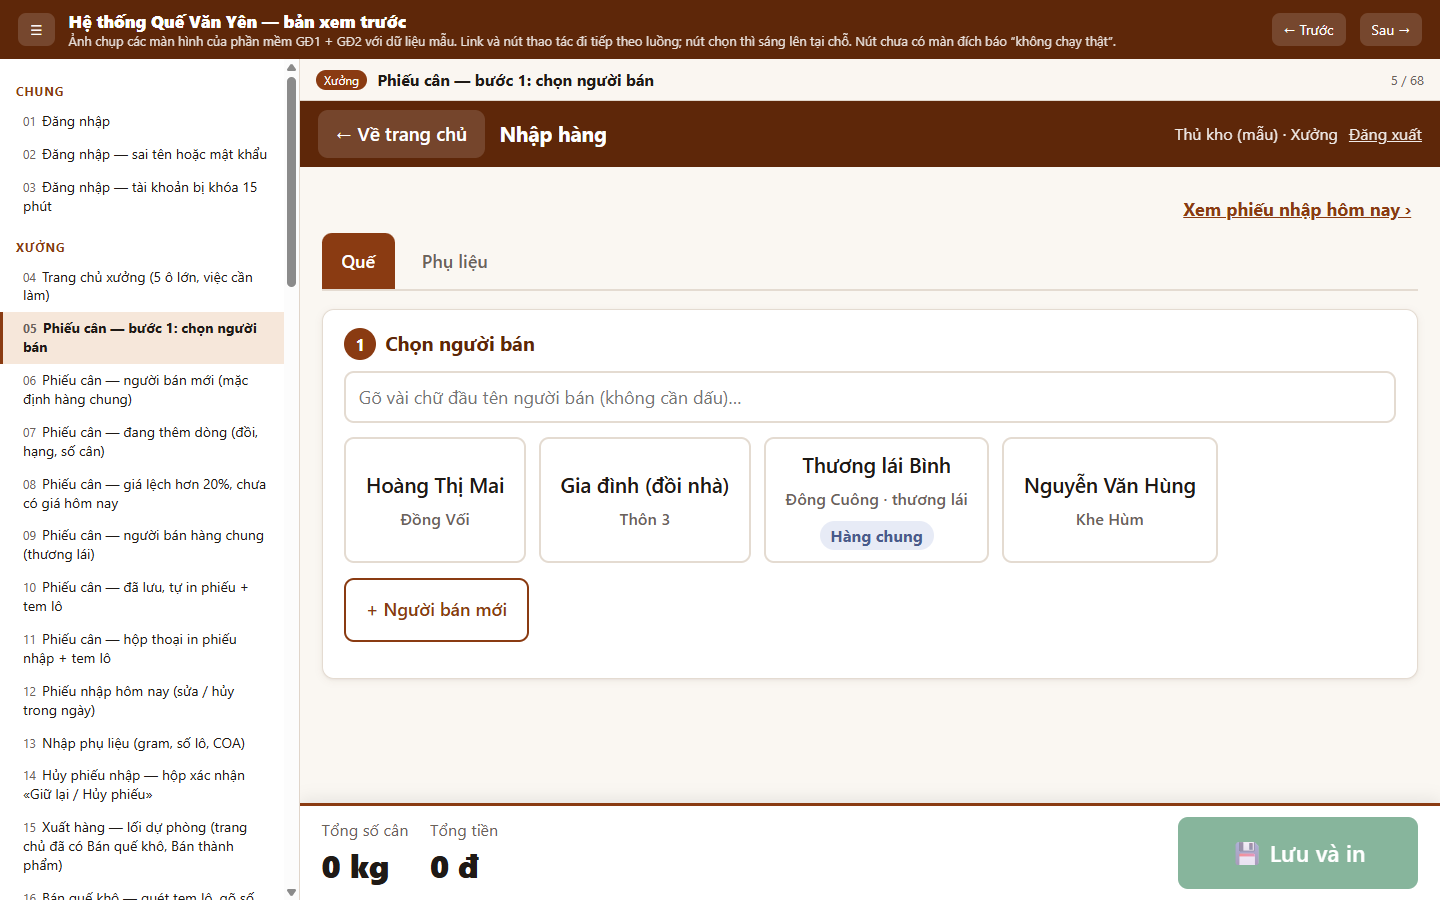 ☰
Hệ thống Quế Văn Yên — bản xem trước
Ảnh chụp các màn hình của phần mềm GĐ1 + GĐ2 với dữ liệu mẫu. Link và nút thao tác đi tiếp theo luồng; nút chọn thì sáng lên tại chỗ. Nút chưa có màn đích báo “không chạy thật”.
← Trước
Sau →
CHUNG
01 Đăng nhập
02 Đăng nhập — sai tên hoặc mật khẩu
03 Đăng nhập — tài khoản bị khóa 15
phút
XƯỞNG
04 Trang chủ xưởng (5 ô lớn, việc cần
làm)
05 Phiếu cân — bước 1: chọn người
bán
06 Phiếu cân — người bán mới (mặc
định hàng chung)
07 Phiếu cân — đang thêm dòng (đồi,
hạng, số cân)
08 Phiếu cân — giá lệch hơn 20%, chưa
có giá hôm nay
09 Phiếu cân — người bán hàng chung
(thương lái)
10 Phiếu cân — đã lưu, tự in phiếu +
tem lô
11 Phiếu cân — hộp thoại in phiếu
nhập + tem lô
12 Phiếu nhập hôm nay (sửa / hủy
trong ngày)
13 Nhập phụ liệu (gram, số lô, COA)
14 Hủy phiếu nhập — hộp xác nhận
«Giữ lại / Hủy phiếu»
15 Xuất hàng — lối dự phòng (trang
chủ đã có Bán quế khô, Bán thành
phẩm)
16 Bán quế khô — quét tem lô, gõ số
Xưởng Phiếu cân — bước 1: chọn người bán
5 / 68
← Về trang chủ
Nhập hàng
Thủ kho (mẫu) · Xưởng Đăng xuất
Xem phiếu nhập hôm nay ›
Quế
Phụ liệu
1 Chọn người bán
Gõ vài chữ đầu tên người bán (không cần dấu)...
Hoàng Thị Mai
Đồng Vối
Gia đình (đồi nhà)
Thôn 3
Thương lái Bình
Đông Cuông · thương lái
Hàng chung
Nguyễn Văn Hùng
Khe Hùm
+ Người bán mới
Tổng số cân
0 kg
Tổng tiền
0 đ
Lưu và in